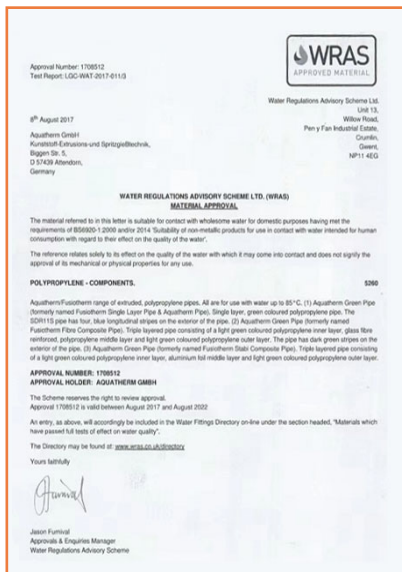 Approval Number: 1708512
Test Report: LGC-WAT-2017-011/3
WRAS
APPROVED MATERIAL
Water Regulations Advisory Scheme Ltd.
Unit 13,
Willow Road,
Pen y Fan Industrial Estate,
Crumlin,
Gwent,
NP11 4EG
8th August 2017
Aquatherm GmbH
Kunststoff-Extrusions-und Spritzgießtechnik,
Biggen Str. 5,
D 57439 Attendorn,
Germany
WATER REGULATIONS ADVISORY SCHEME LTD. (WRAS)
MATERIAL APPROVAL
The material referred to in this letter is suitable for contact with wholesome water for domestic purposes having met the
requirements of BS6920-1:2000 and/or 2014 'Suitability of non-metallic products for use in contact with water intended for human
consumption with regard to their effect on the quality of the water'.
The reference relates solely to its effect on the quality of the water with which it may come into contact and does not signify the
approval of its mechanical or physical properties for any use.
POLYPROPYLENE - COMPONENTS. 5260
Aquatherm/Fusiotherm range of extruded, polypropylene pipes. All are for use with water up to 85°C. (1) Aquatherm Green Pipe
(formerly named Fusiotherm Single Layer Pipe & Aquatherm Pipe). Single layer, green coloured polypropylene pipe. The
SDR11S pipe has four, blue longitudinal stripes on the exterior of the pipe. (2) Aquatherm Green Pipe (formerly named
Fusiotherm Fibre Composite Pipe). Triple layered pipe consisting of a light green coloured polypropylene inner layer, glass fibre
reinforced, polypropylene middle layer and light green coloured polypropylene outer layer. The pipe has dark green stripes on the
exterior of the pipe. (3) Aquatherm Green Pipe (formerly named Fusiotherm Stabi Composite Pipe). Triple layered pipe consisting
of a light green coloured polypropylene inner layer, aluminium foil middle layer and light green coloured polypropylene outer layer.
APPROVAL NUMBER: 1708512
APPROVAL HOLDER: AQUATHERM GMBH
The Scheme reserves the right to review approval.
Approval 1708512 is valid between August 2017 and August 2022
An entry, as above, will accordingly be included in the Water Fittings Directory on-line under the section headed, "Materials which
have passed full tests of effect on water quality".
The Directory may be found at: www.wras.co.uk/directory
Yours faithfully
JFurnival
Jason Furnival
Approvals & Enquiries Manager
Water Regulations Advisory Scheme